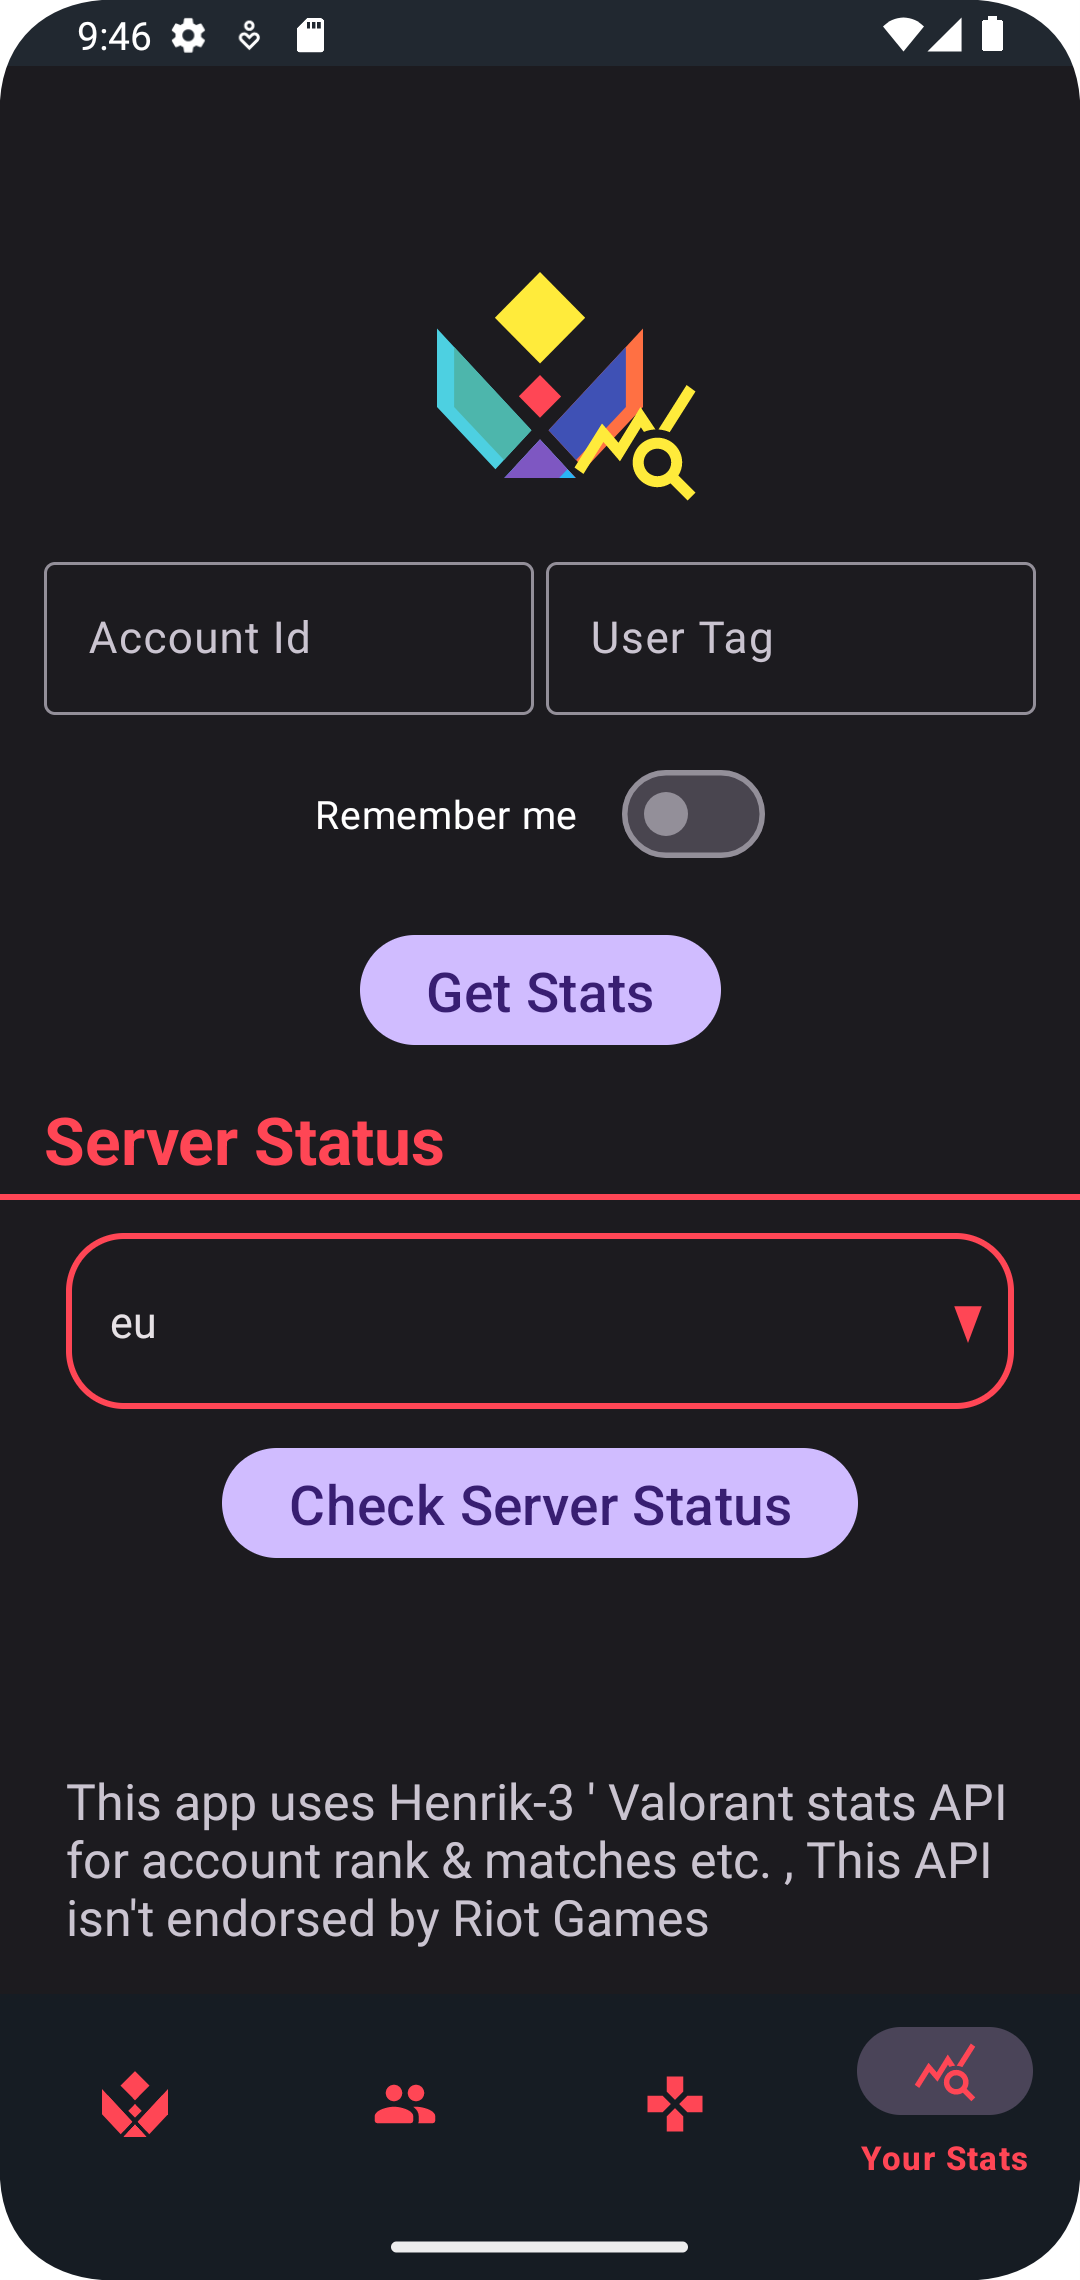 9:46
Account Id
User Tag
Remember me
Get Stats
Server Status
eu
Check Server Status
This app uses Henrik-3 ' Valorant stats API
for account rank & matches etc. , This API
isn't endorsed by Riot Games
Your Stats